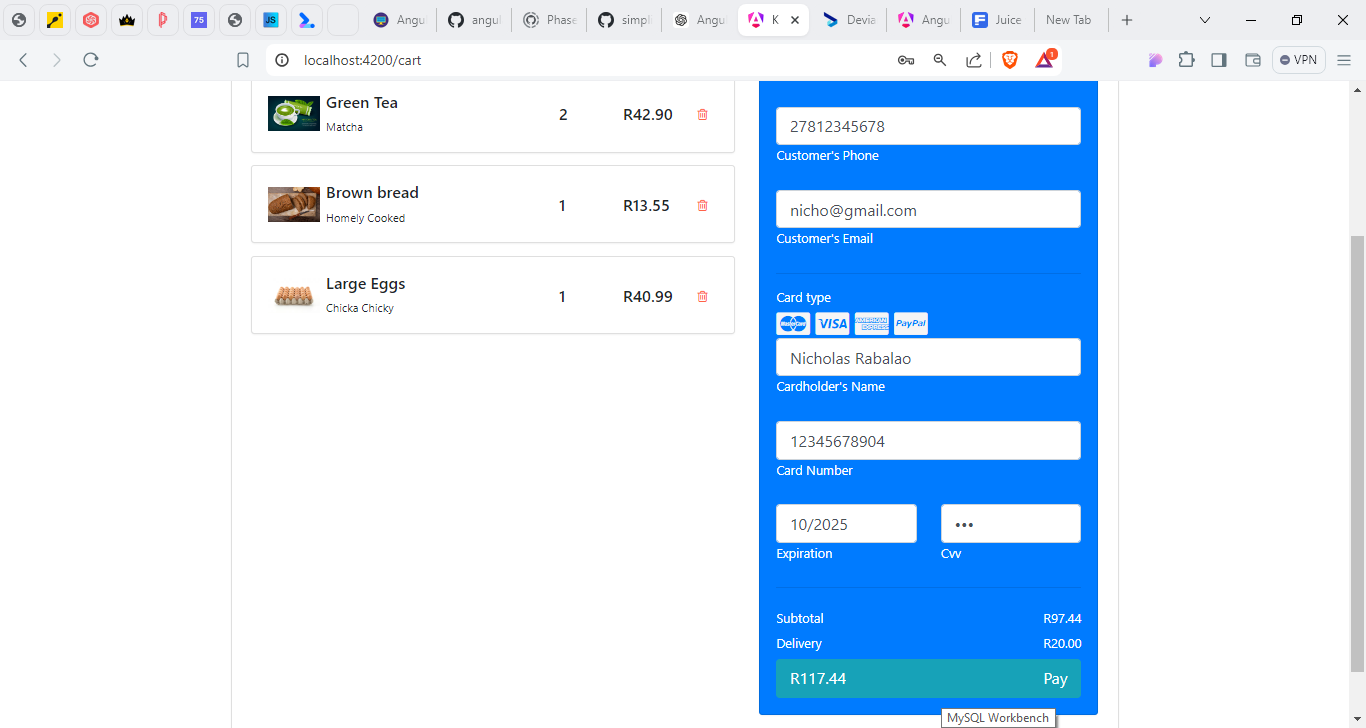 75
JS
Angu
angul
Phase
simpl
Angu
K
Devia
Angu
Juice
New Tab
localhost:4200/cart
1
VPN
Green Tea
Matcha
2
R42.90
Brown bread
Homely Cooked
1
R13.55
Large Eggs
Chicka Chicky
1
R40.99
27812345678
Customer's Phone
nicho@gmail.com
Customer's Email
Card type
MasterCard VISA AMERICAN EXPRESS PayPal
Nicholas Rabalao
Cardholder's Name
12345678904
Card Number
10/2025 •••
Expiration Cvv
Subtotal R97.44
Delivery R20.00
R117.44 Pay
MySQL Workbench